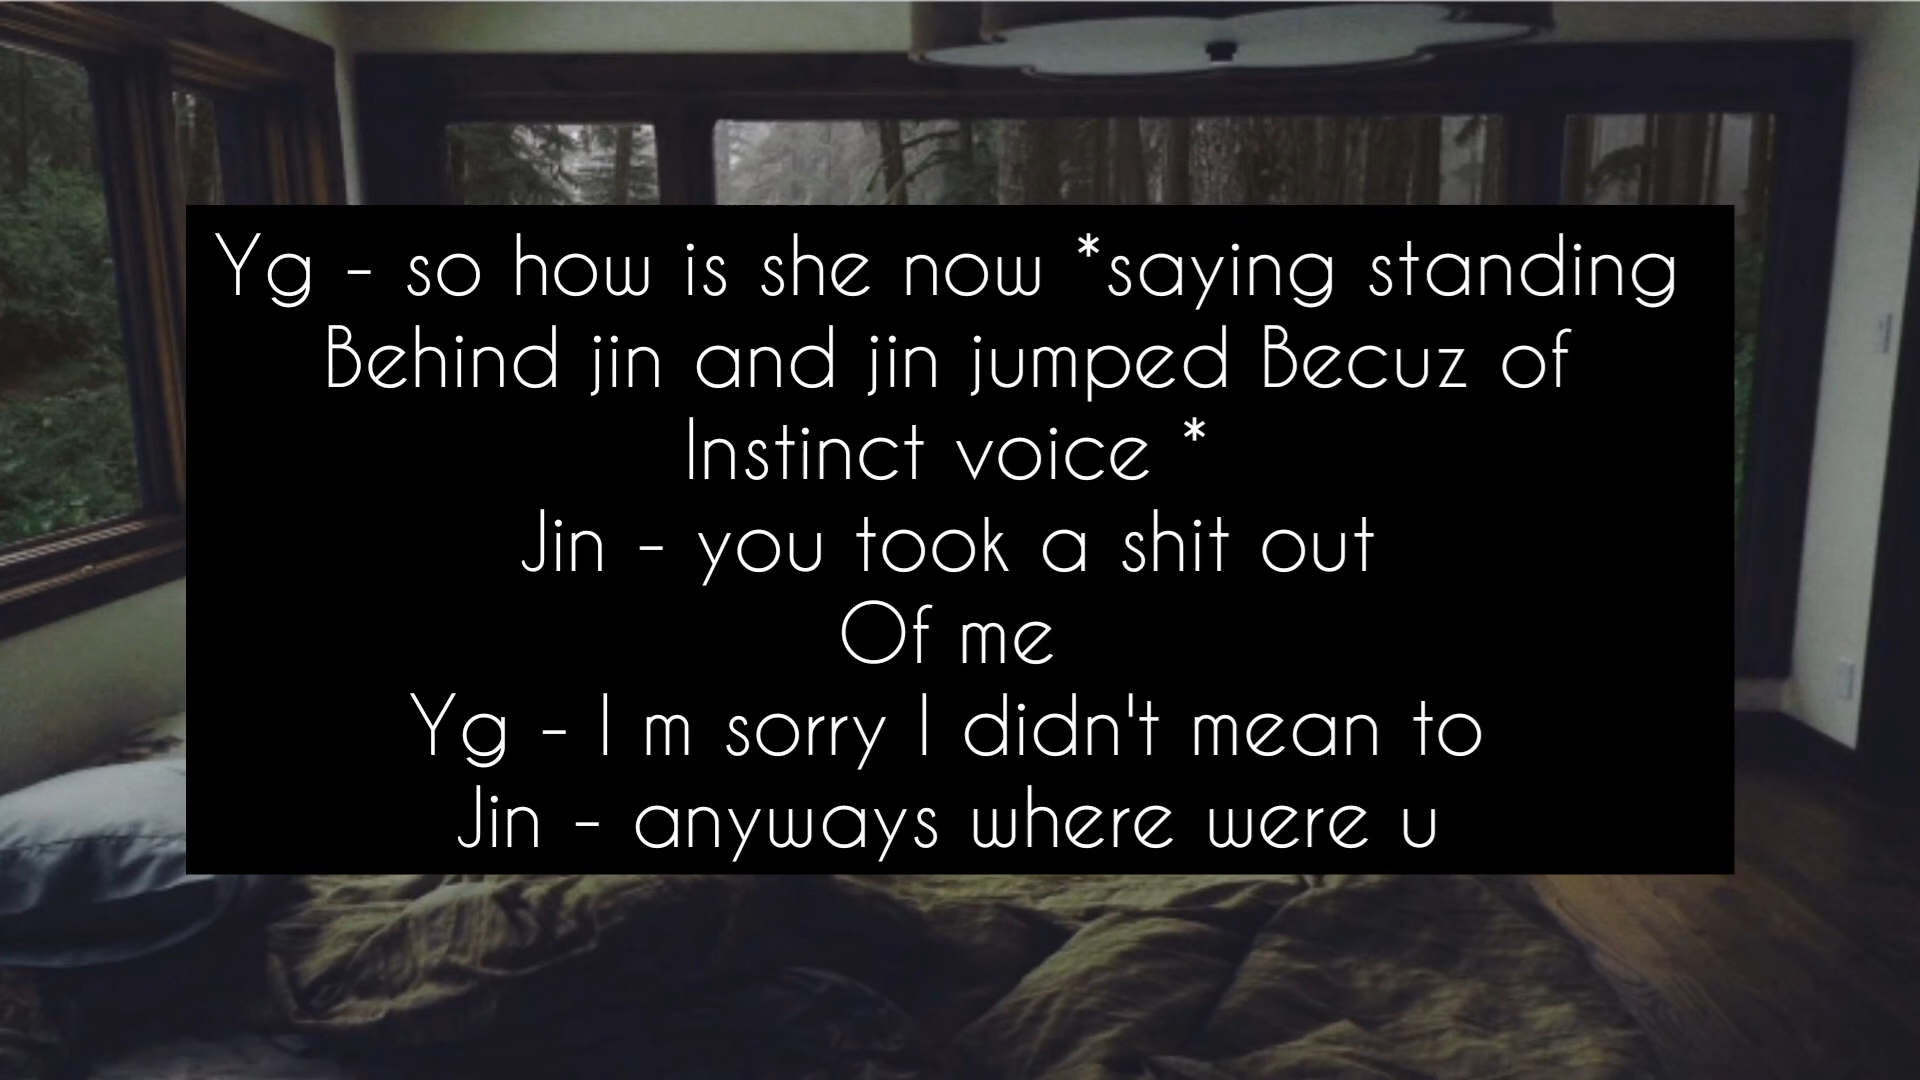 Yg - so how is she now *saying standing
Behind jin and jin jumped Becuz of
Instinct voice *
Jin - you took a shit out
Of me
Yg - I m sorry I didn't mean to
Jin - anyways where were u